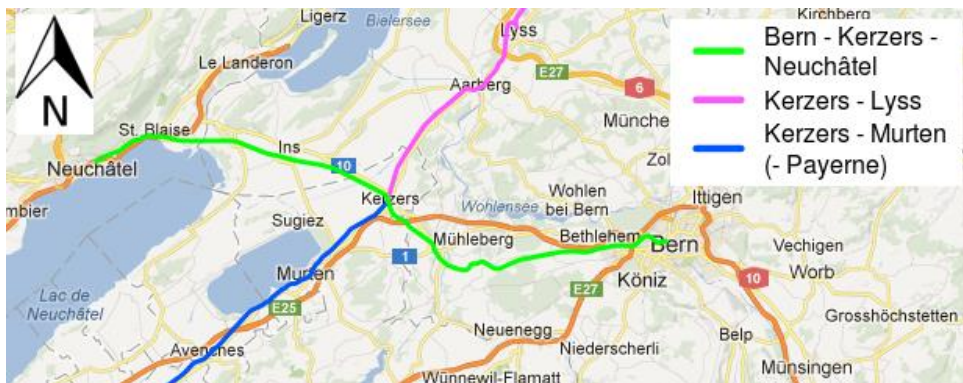 Ligerz
Bielersee
Kirchberg
Lyss
Le Landeron
E27
6
Aarberg
Münche
St. Blaise
Ins
10
Zol
Neuchâtel
Kerzers
Wohlensee
Wohlen
bei Bern
Ittigen
mbier
Sugiez
Mühleberg
Bethlehem
Bern
Vechigen
1
Murten
Köniz
10
Worb
Lac de
Neuchâtel
E25
E27
Grosshöchstetten
Neuenegg
Belp
Avenches
Niederscherli
Münsingen
Wünnewil-Flamatt
N
Bern - Kerzers -
Neuchâtel
Kerzers - Lyss
Kerzers - Murten
(- Payerne)